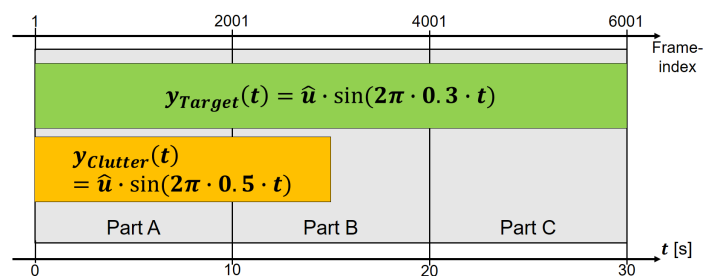 1 2001 4001 6001
Frame-
index
y_Target(t) = û · sin(2π · 0.3 · t)
y_Clutter(t)
= û · sin(2π · 0.5 · t)
Part A Part B Part C
t [s]
0 10 20 30